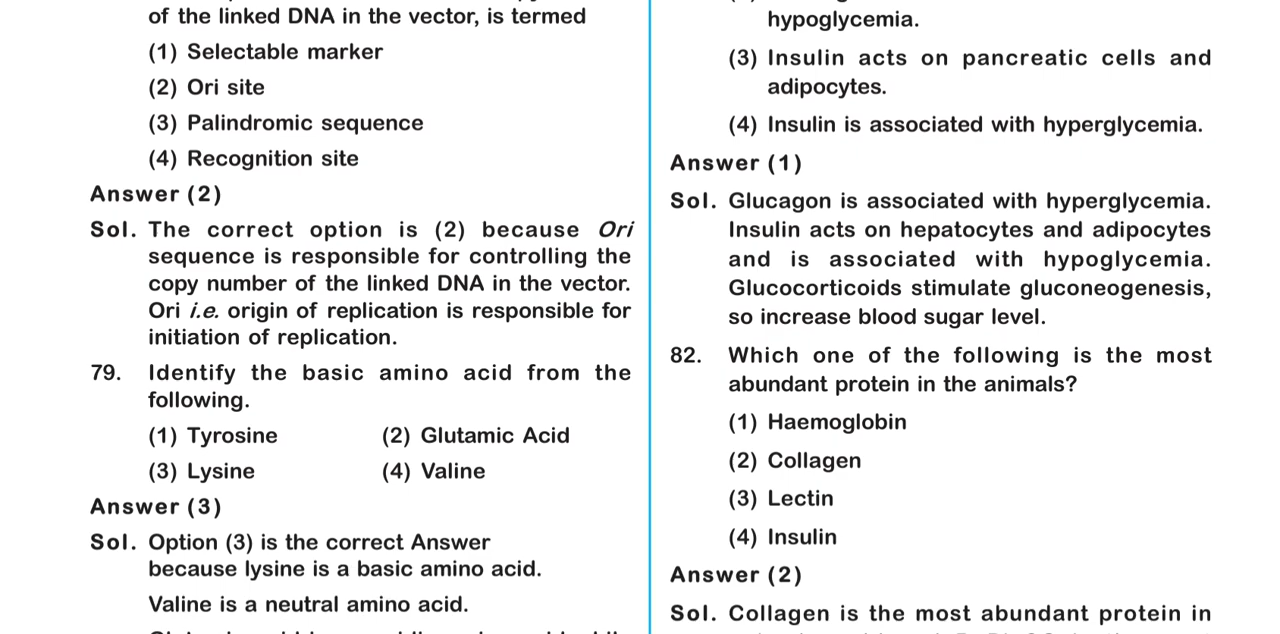 of the linked DNA in the vector, is termed
(1) Selectable marker
(2) Ori site
(3) Palindromic sequence
(4) Recognition site
Answer (2)
Sol. The correct option is (2) because Ori
sequence is responsible for controlling the
copy number of the linked DNA in the vector.
Ori i.e. origin of replication is responsible for
initiation of replication.
79. Identify the basic amino acid from the
following.
(1) Tyrosine (2) Glutamic Acid
(3) Lysine (4) Valine
Answer (3)
Sol. Option (3) is the correct Answer
because lysine is a basic amino acid.
Valine is a neutral amino acid.
hypoglycemia.
(3) Insulin acts on pancreatic cells and
adipocytes.
(4) Insulin is associated with hyperglycemia.
Answer (1)
Sol. Glucagon is associated with hyperglycemia.
Insulin acts on hepatocytes and adipocytes
and is associated with hypoglycemia.
Glucocorticoids stimulate gluconeogenesis,
so increase blood sugar level.
82. Which one of the following is the most
abundant protein in the animals?
(1) Haemoglobin
(2) Collagen
(3) Lectin
(4) Insulin
Answer (2)
Sol. Collagen is the most abundant protein in